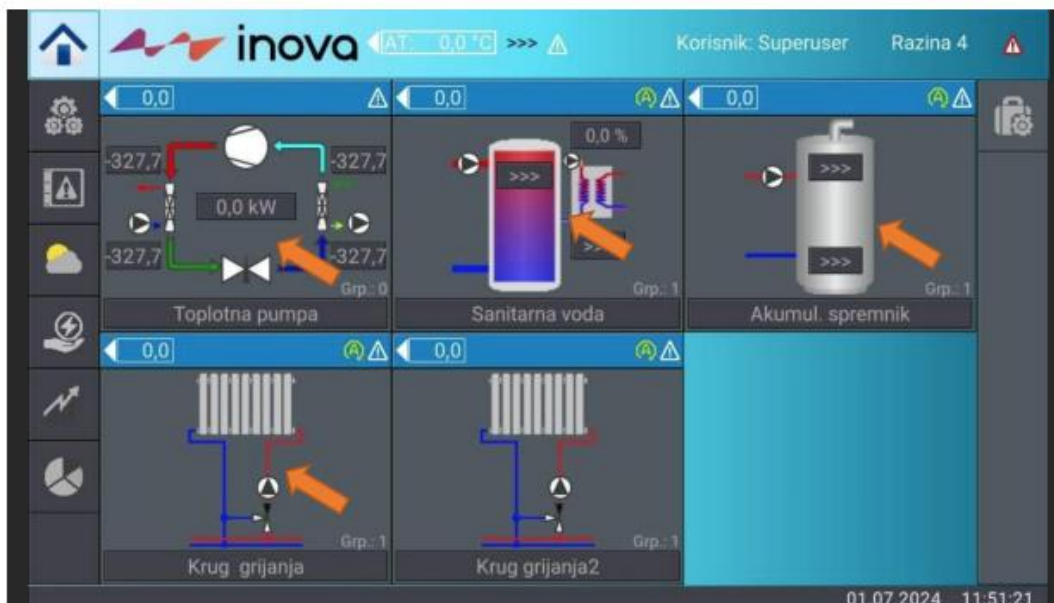 inova AT: 0,0 °C >>> Korisnik: Superuser Razina 4
0,0 0,0 0,0
-327,7 -327,7 0,0 %
>>> >>>
0,0 kW
-327,7 -327,7 >>> >>>
Grp.: 0 Grp.: 1 Grp.: 1
Toplotna pumpa Sanitarna voda Akumul. spremnik
0,0 0,0
Grp.: 1 Grp.: 1
Krug grijanja Krug grijanja2
01.07.2024 11:51:21